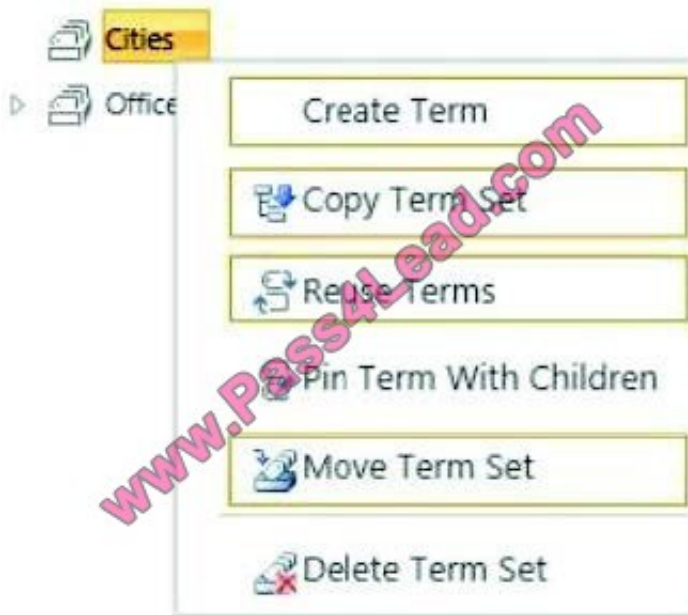 Cities
Office
Create Term
Copy Term Set
Reuse Terms
Pin Term With Children
Move Term Set
Delete Term Set
www.Pass4Lead.com